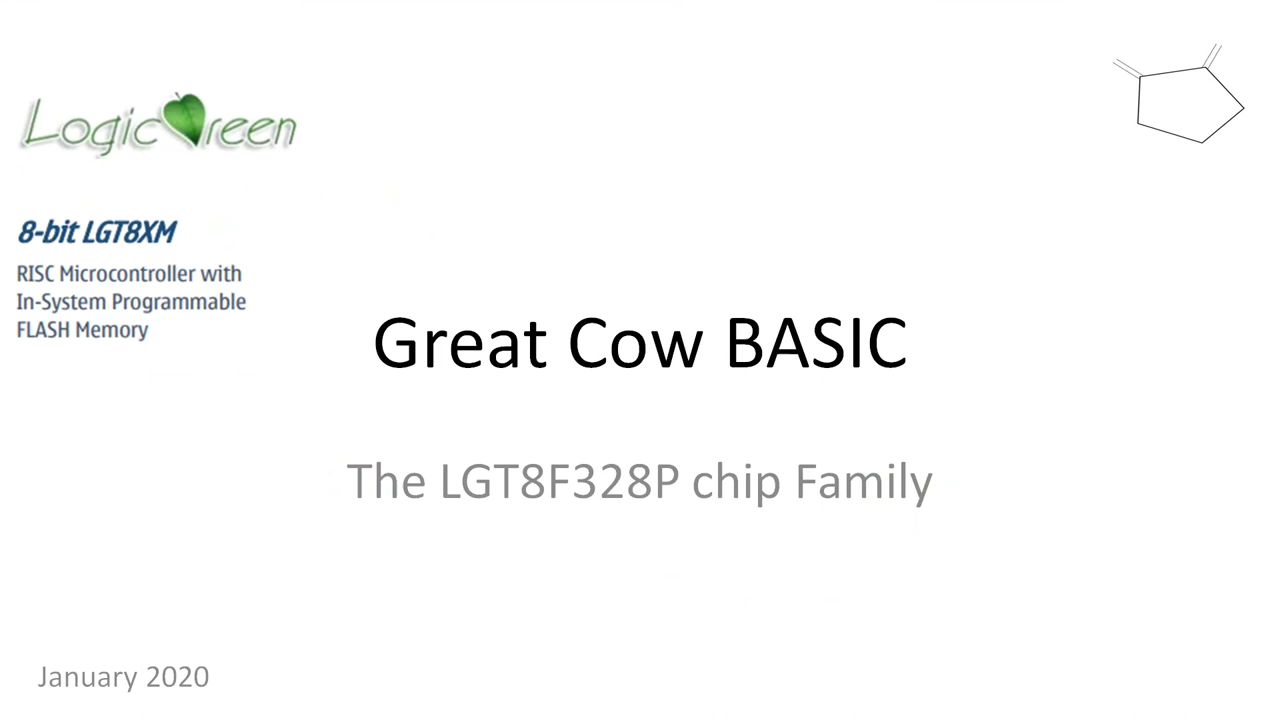 LogicGreen
8-bit LGT8XM
RISC Microcontroller with
In-System Programmable
FLASH Memory
Great Cow BASIC
The LGT8F328P chip Family
January 2020